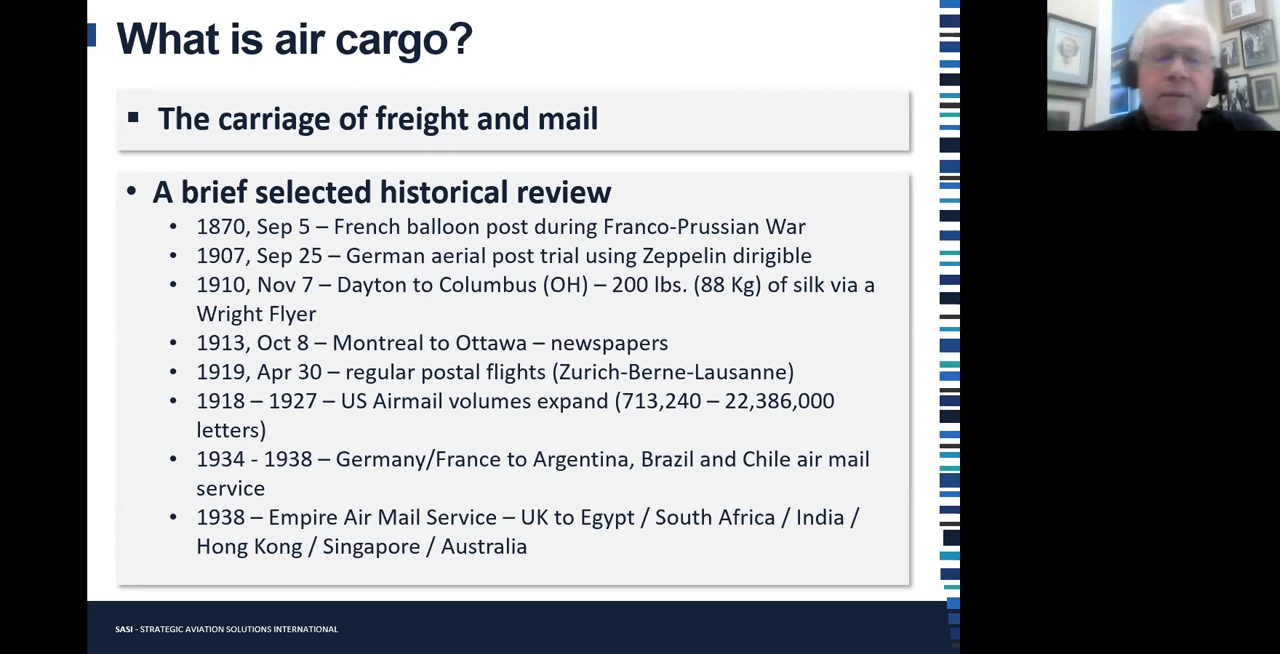 What is air cargo?
▪ The carriage of freight and mail
• A brief selected historical review
• 1870, Sep 5 – French balloon post during Franco-Prussian War
• 1907, Sep 25 – German aerial post trial using Zeppelin dirigible
• 1910, Nov 7 – Dayton to Columbus (OH) – 200 lbs. (88 Kg) of silk via a
Wright Flyer
• 1913, Oct 8 – Montreal to Ottawa – newspapers
• 1919, Apr 30 – regular postal flights (Zurich-Berne-Lausanne)
• 1918 – 1927 – US Airmail volumes expand (713,240 – 22,386,000
letters)
• 1934 - 1938 – Germany/France to Argentina, Brazil and Chile air mail
service
• 1938 – Empire Air Mail Service – UK to Egypt / South Africa / India /
Hong Kong / Singapore / Australia
SASI - STRATEGIC AVIATION SOLUTIONS INTERNATIONAL